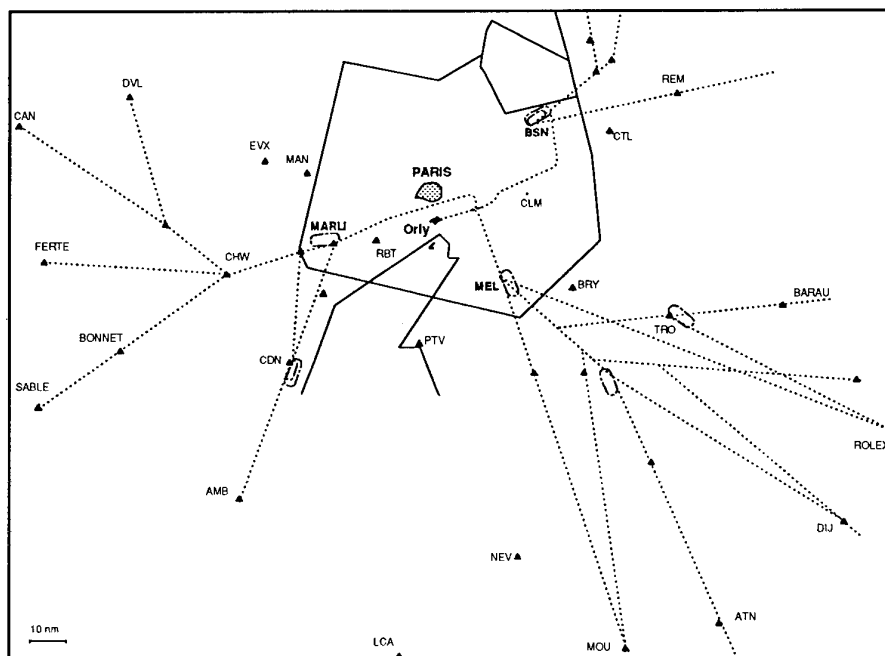 DVL
REM
CAN
BSN
CTL
EVX
MAN
PARIS
CLM
MARLI
Orly
FERTE
RBT
CHW
MEL
BRY
BARAU
TRO
BONNET
PTV
CDN
SABLE
ROLEX
AMB
DIJ
NEV
ATN
10 nm
LCA
MOU